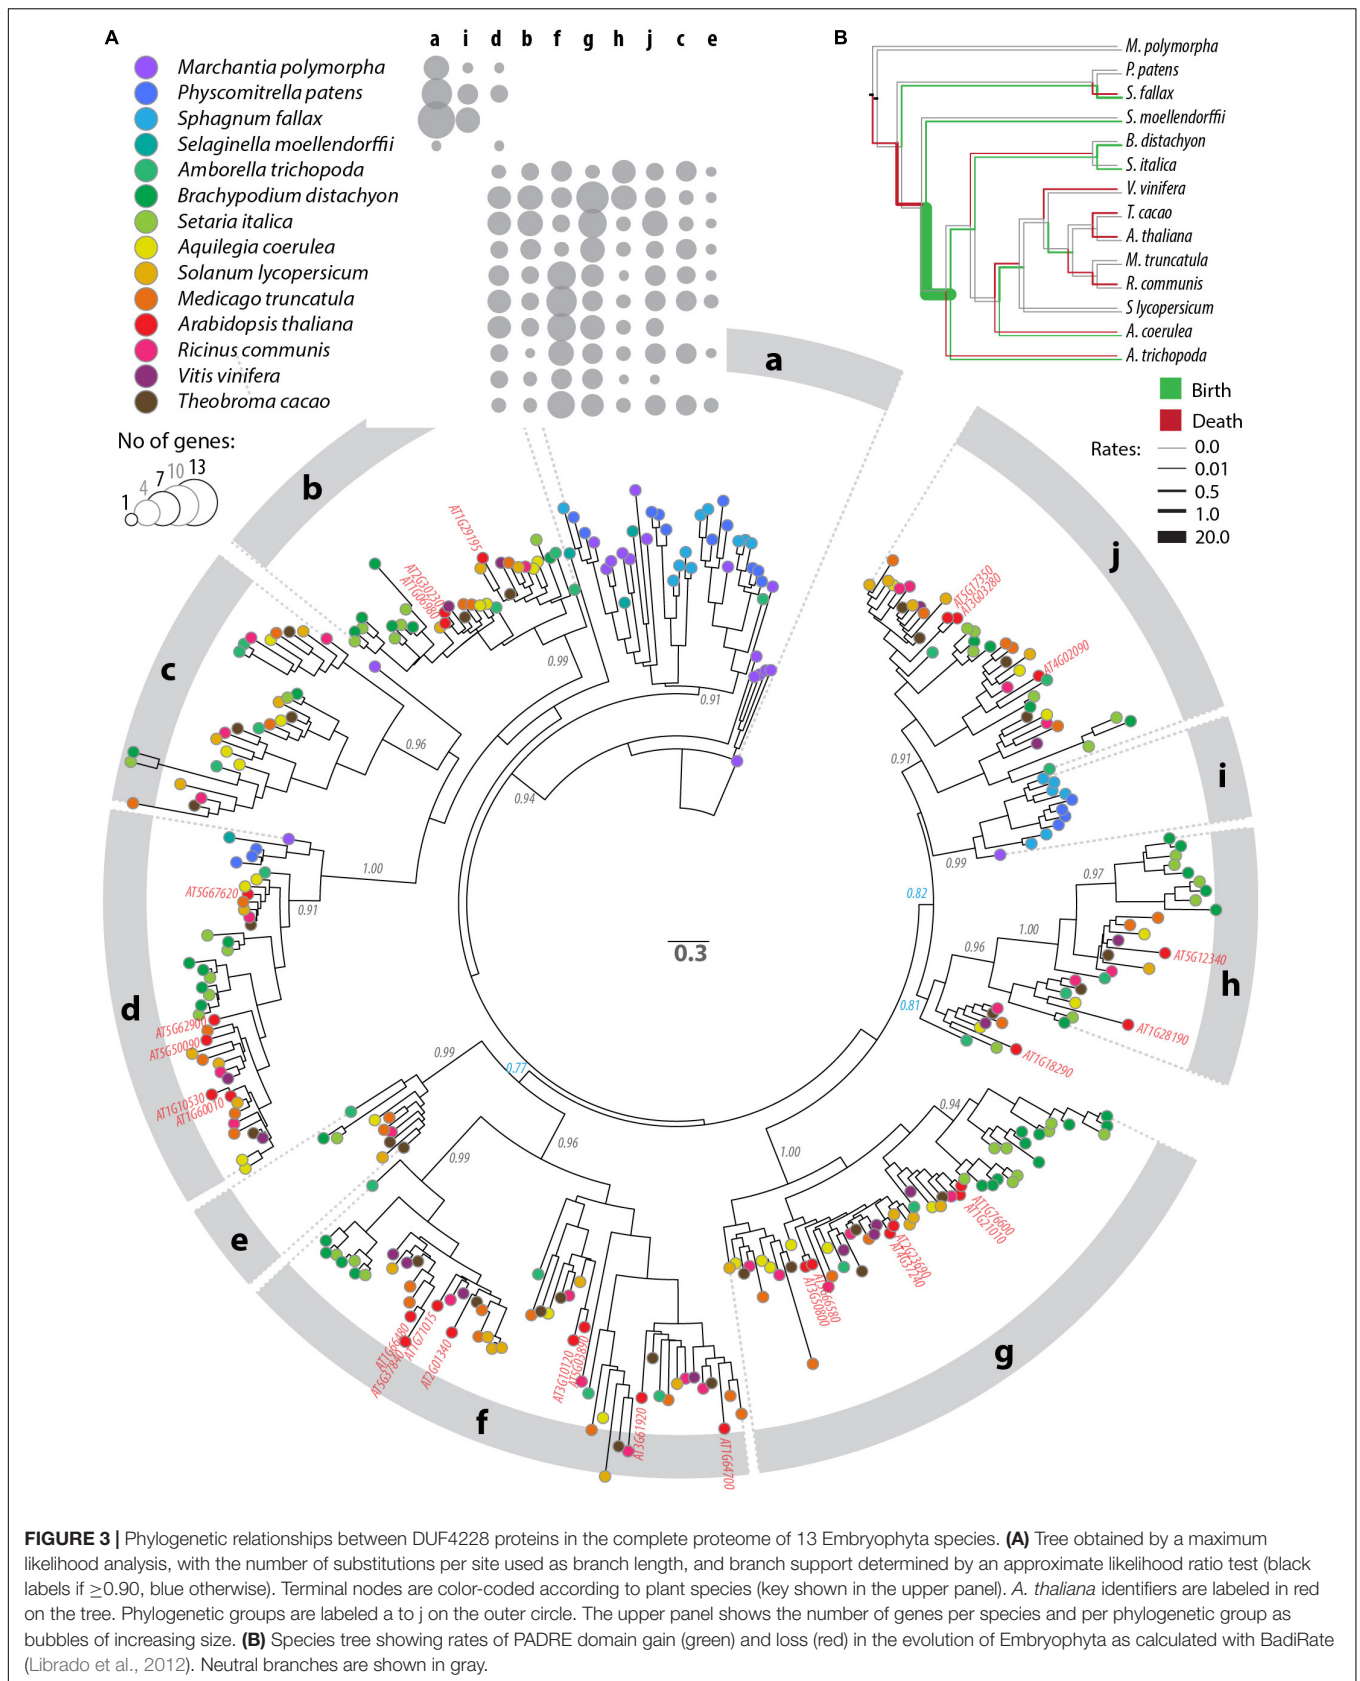 A
a i d b f g h j c e
Marchantia polymorpha
Physcomitrella patens
Sphagnum fallax
Selaginella moellendorffii
Amborella trichopoda
Brachypodium distachyon
Setaria italica
Aquilegia coerulea
Solanum lycopersicum
Medicago truncatula
Arabidopsis thaliana
Ricinus communis
Vitis vinifera
Theobroma cacao
No of genes:
1 4 7 10 13
B
M. polymorpha
P. patens
S. fallax
S. moellendorffii
B. distachyon
S. italica
V. vinifera
T. cacao
A. thaliana
M. truncatula
R. communis
S lycopersicum
A. coerulea
A. trichopoda
Birth
Death
Rates:
0.0
0.01
0.5
1.0
20.0
a
b
c
d
e
f
g
h
i
j
AT1G29195
AT2G30230
AT1G06980
0.99
0.91
0.96
0.94
1.00
AT5G67620
0.91
AT5G62900
AT5G50090
AT1G10530
AT1G60010
0.99
0.77
0.96
0.99
AT1G66480
AT5G37840
AT1G71015
AT2G01340
AT3G10120
AT5G03890
AT3G61920
AT1G64700
1.00
0.94
AT1G76600
AT1G21010
AT2G23690
AT4G37240
AT3G50800
0.81
0.82
0.96
1.00
0.97
AT5G12340
AT1G28190
AT1G18290
0.99
0.91
AT5G17350
AT3G03280
AT4G02090
0.3
FIGURE 3 | Phylogenetic relationships between DUF4228 proteins in the complete proteome of 13 Embryophyta species. (A) Tree obtained by a maximum
likelihood analysis, with the number of substitutions per site used as branch length, and branch support determined by an approximate likelihood ratio test (black
labels if ≥0.90, blue otherwise). Terminal nodes are color-coded according to plant species (key shown in the upper panel). A. thaliana identifiers are labeled in red
on the tree. Phylogenetic groups are labeled a to j on the outer circle. The upper panel shows the number of genes per species and per phylogenetic group as
bubbles of increasing size. (B) Species tree showing rates of PADRE domain gain (green) and loss (red) in the evolution of Embryophyta as calculated with BadiRate
(Librado et al., 2012). Neutral branches are shown in gray.